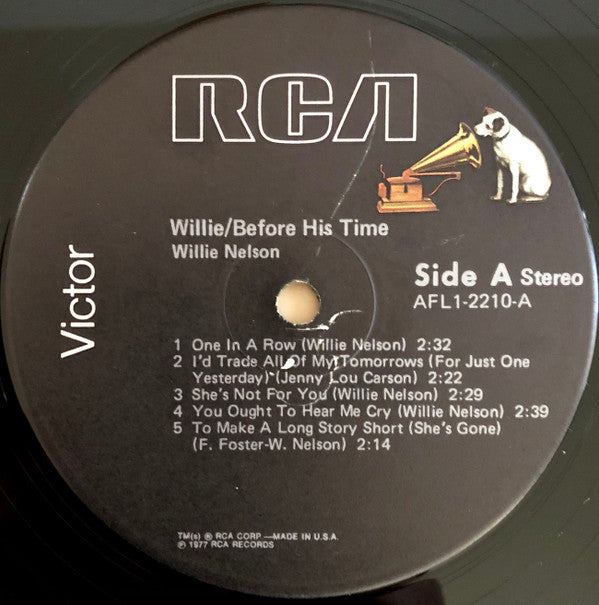 RCA
Victor
Willie/Before His Time
Willie Nelson
Side A Stereo
AFL1-2210-A
1 One In A Row (Willie Nelson) 2:32
2 I'd Trade All Of My Tomorrows (For Just One
Yesterday) (Jenny Lou Carson) 2:22
3 She's Not For You (Willie Nelson) 2:29
4 You Ought To Hear Me Cry (Willie Nelson) 2:39
5 To Make A Long Story Short (She's Gone)
(F. Foster-W. Nelson) 2:14
TM(s) ® RCA CORP.—MADE IN U.S.A.
℗ 1977 RCA RECORDS